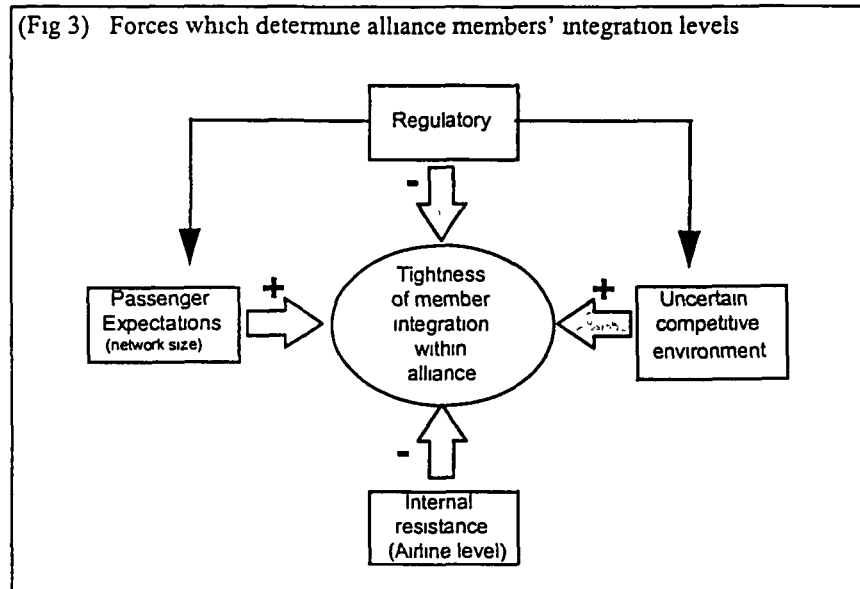 (Fig 3) Forces which determine alliance members' integration levels
Regulatory
-
Passenger
Expectations
(network size)
+
Tightness
of member
integration
within
alliance
+
Uncertain
competitive
environment
-
Internal
resistance
(Airline level)